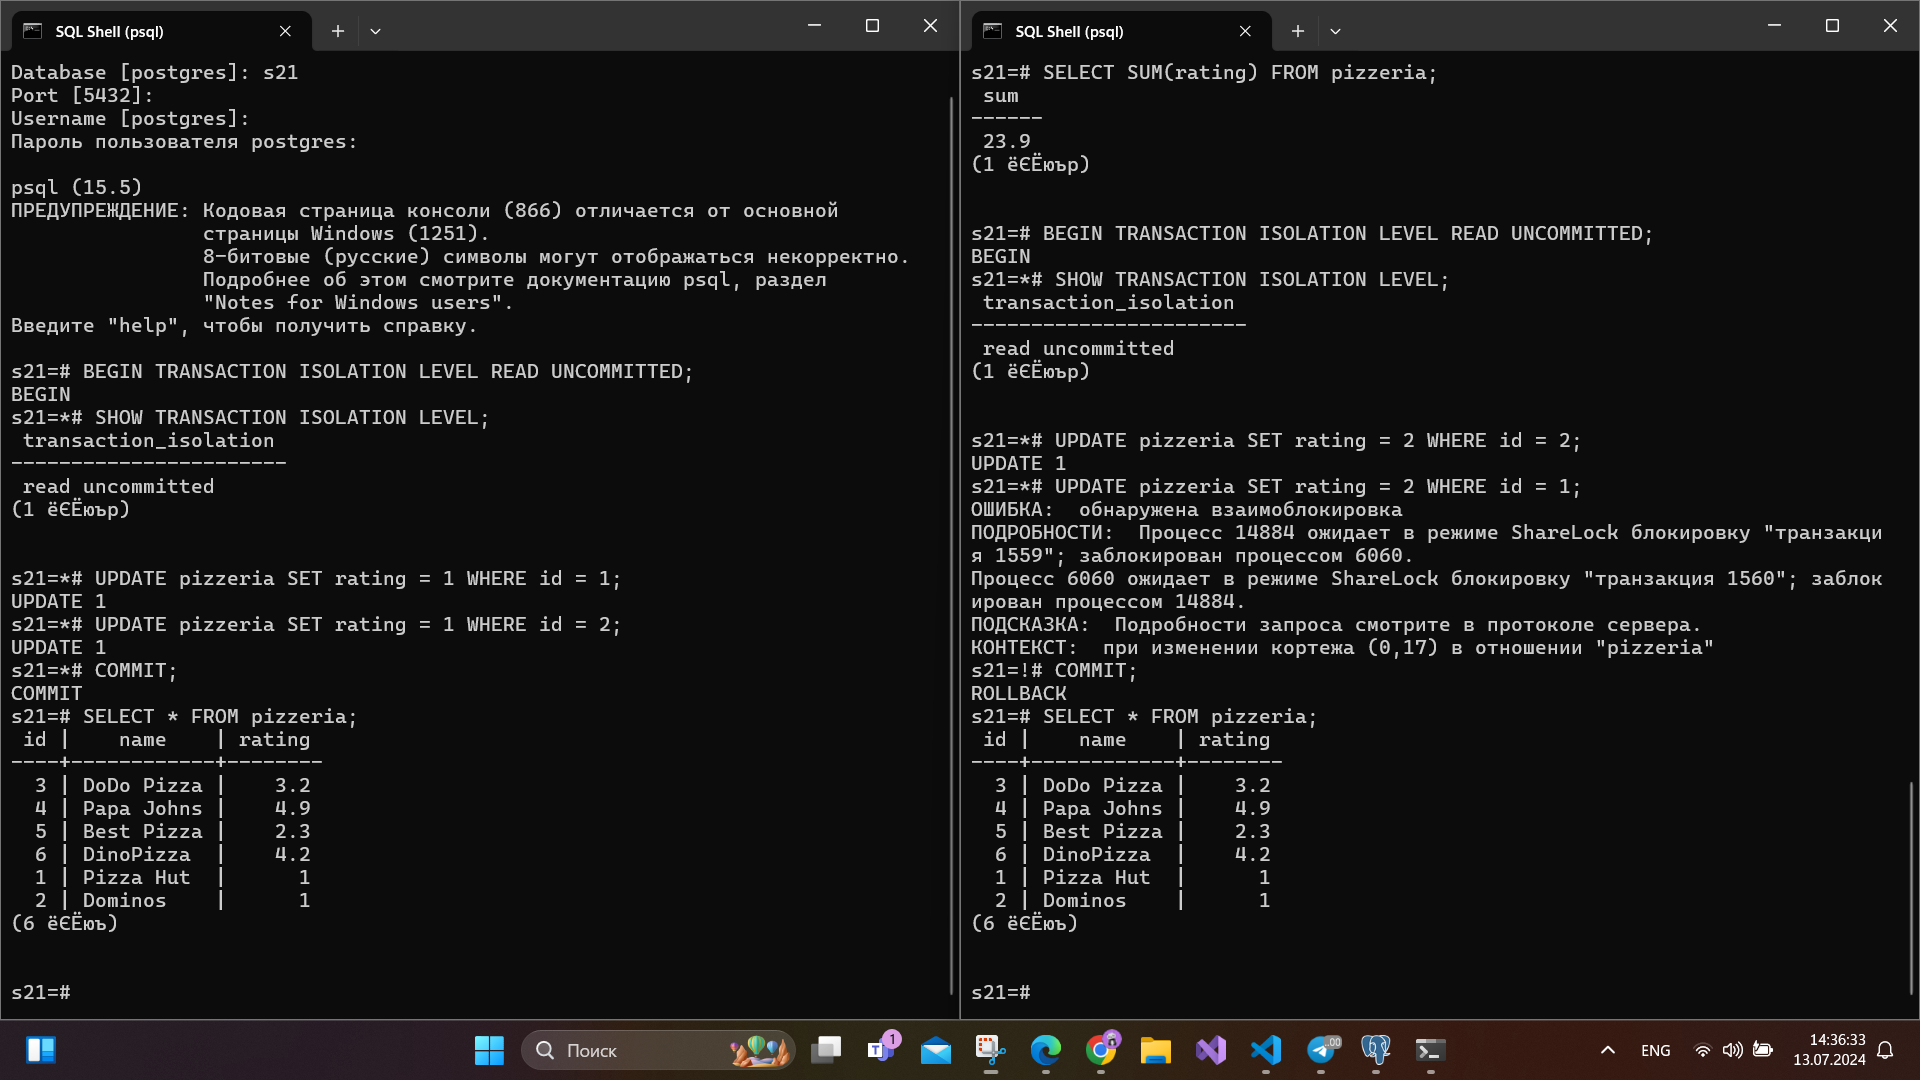 SQL Shell (psql)
Database [postgres]: s21
Port [5432]:
Username [postgres]:
Пароль пользователя postgres:
psql (15.5)
ПРЕДУПРЕЖДЕНИЕ: Кодовая страница консоли (866) отличается от основной
страницы Windows (1251).
8-битовые (русские) символы могут отображаться некорректно.
Подробнее об этом смотрите документацию psql, раздел
"Notes for Windows users".
Введите "help", чтобы получить справку.
s21=# BEGIN TRANSACTION ISOLATION LEVEL READ UNCOMMITTED;
BEGIN
s21=*# SHOW TRANSACTION ISOLATION LEVEL;
transaction_isolation
-----------------------
read uncommitted
(1 ёЄЁюър)
s21=*# UPDATE pizzeria SET rating = 1 WHERE id = 1;
UPDATE 1
s21=*# UPDATE pizzeria SET rating = 1 WHERE id = 2;
UPDATE 1
s21=*# COMMIT;
COMMIT
s21=# SELECT * FROM pizzeria;
id | name | rating
----+------------+--------
3 | DoDo Pizza | 3.2
4 | Papa Johns | 4.9
5 | Best Pizza | 2.3
6 | DinoPizza | 4.2
1 | Pizza Hut | 1
2 | Dominos | 1
(6 ёЄЁюъ)
s21=#
SQL Shell (psql)
s21=# SELECT SUM(rating) FROM pizzeria;
sum
------
23.9
(1 ёЄЁюър)
s21=# BEGIN TRANSACTION ISOLATION LEVEL READ UNCOMMITTED;
BEGIN
s21=*# SHOW TRANSACTION ISOLATION LEVEL;
transaction_isolation
-----------------------
read uncommitted
(1 ёЄЁюър)
s21=*# UPDATE pizzeria SET rating = 2 WHERE id = 2;
UPDATE 1
s21=*# UPDATE pizzeria SET rating = 2 WHERE id = 1;
ОШИБКА:  обнаружена взаимоблокировка
ПОДРОБНОСТИ:  Процесс 14884 ожидает в режиме ShareLock блокировку "транзакци
я 1559"; заблокирован процессом 6060.
Процесс 6060 ожидает в режиме ShareLock блокировку "транзакция 1560"; заблок
ирован процессом 14884.
ПОДСКАЗКА:  Подробности запроса смотрите в протоколе сервера.
КОНТЕКСТ:  при изменении кортежа (0,17) в отношении "pizzeria"
s21=!# COMMIT;
ROLLBACK
s21=# SELECT * FROM pizzeria;
id | name | rating
----+------------+--------
3 | DoDo Pizza | 3.2
4 | Papa Johns | 4.9
5 | Best Pizza | 2.3
6 | DinoPizza | 4.2
1 | Pizza Hut | 1
2 | Dominos | 1
(6 ёЄЁюъ)
s21=#
Поиск
1
.00
ENG
14:36:33
13.07.2024